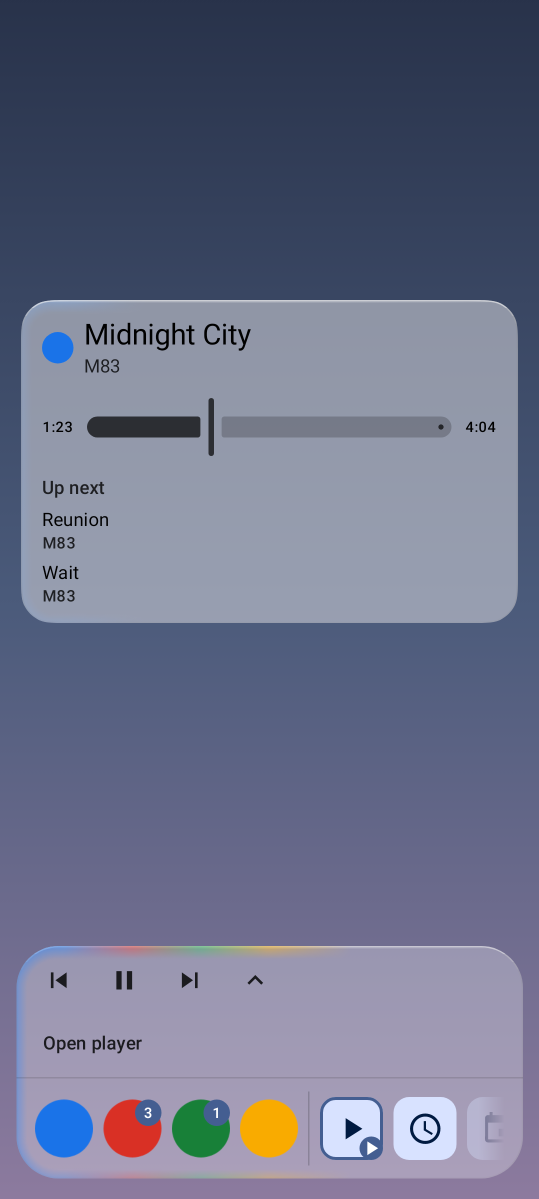 Midnight City
M83
1:23
4:04
Up next
Reunion
M83
Wait
M83
Open player
3
1